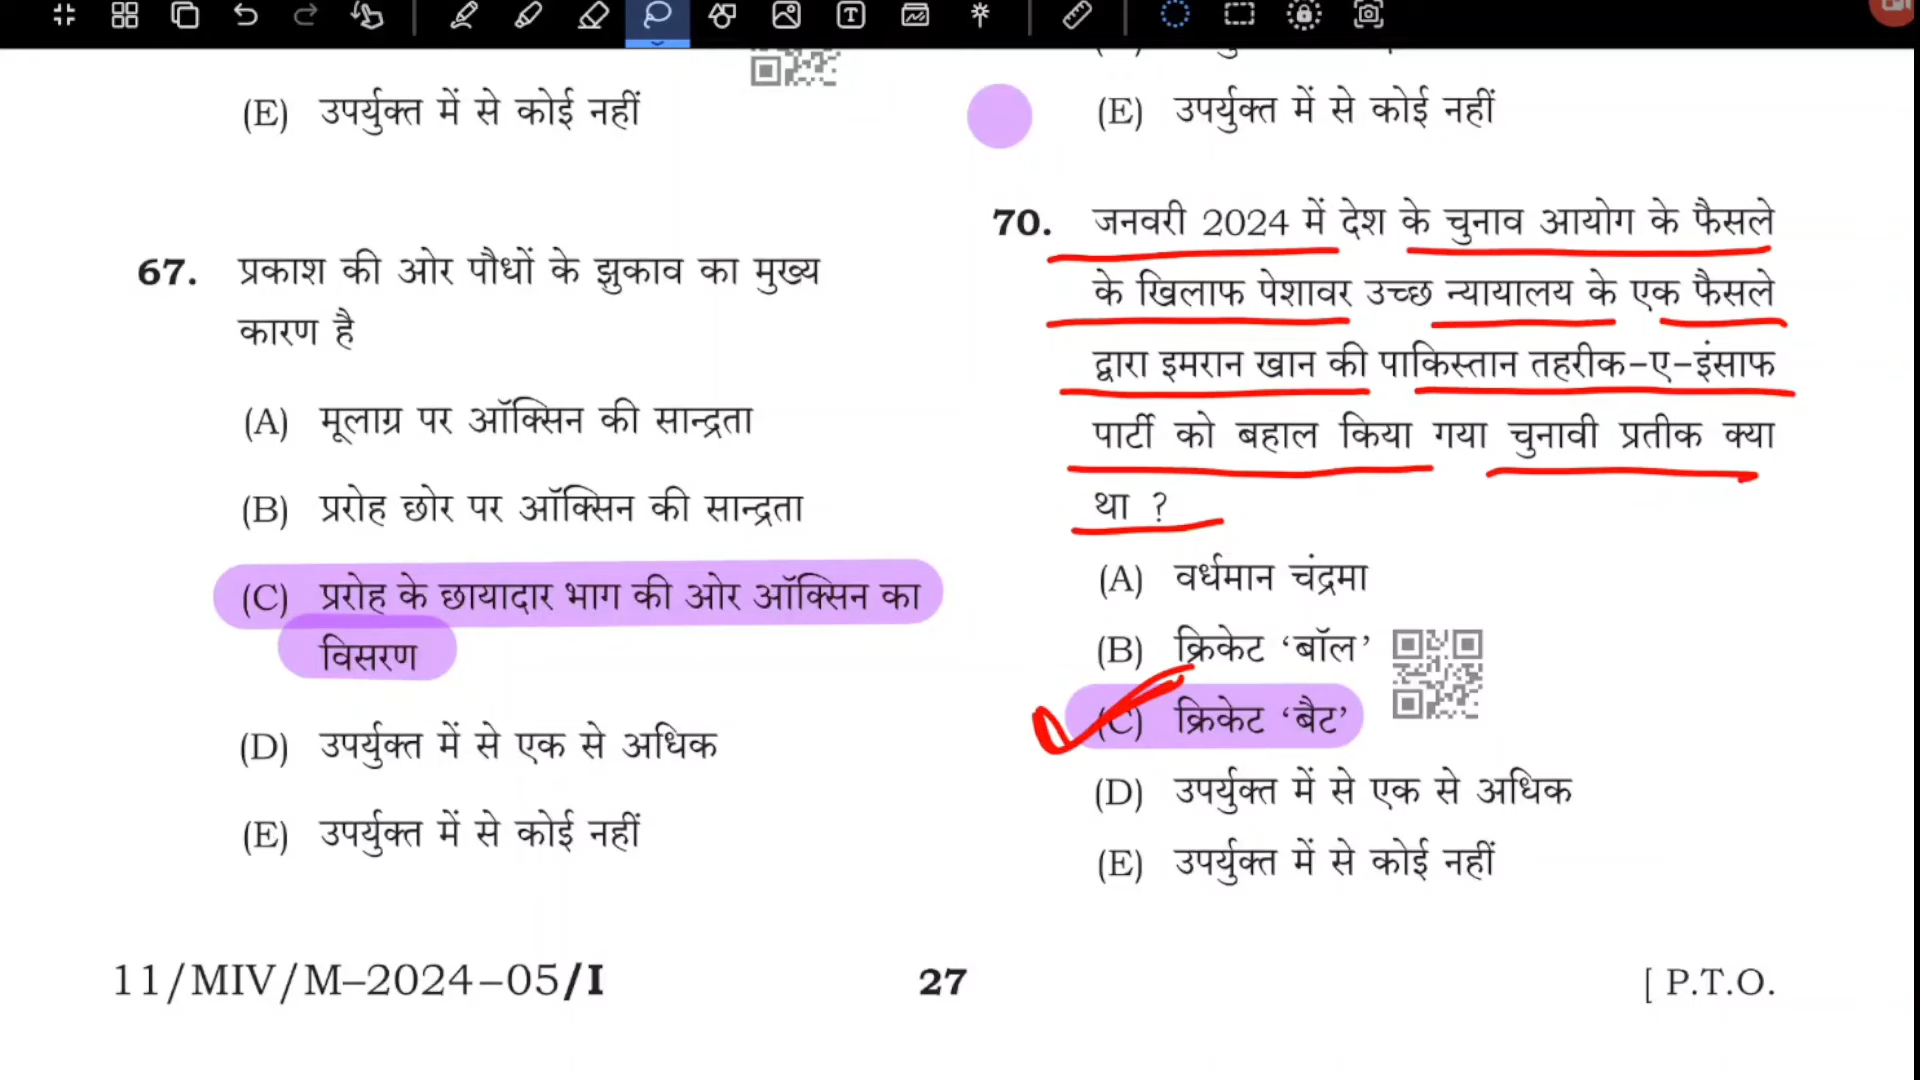 (E) उपर्युक्त में से कोई नहीं
67. प्रकाश की ओर पौधों के झुकाव का मुख्य
कारण है
(A) मूलाग्र पर ऑक्सिन की सान्द्रता
(B) प्ररोह छोर पर ऑक्सिन की सान्द्रता
(C) प्ररोह के छायादार भाग की ओर ऑक्सिन का
विसरण
(D) उपर्युक्त में से एक से अधिक
(E) उपर्युक्त में से कोई नहीं
(E) उपर्युक्त में से कोई नहीं
70. जनवरी 2024 में देश के चुनाव आयोग के फैसले
के खिलाफ पेशावर उच्छ न्यायालय के एक फैसले
द्वारा इमरान खान की पाकिस्तान तहरीक-ए-इंसाफ
पार्टी को बहाल किया गया चुनावी प्रतीक क्या
था ?
(A) वर्धमान चंद्रमा
(B) क्रिकेट ‘बॉल’
(C) क्रिकेट ‘बैट’
(D) उपर्युक्त में से एक से अधिक
(E) उपर्युक्त में से कोई नहीं
11/MIV/M–2024–05/I
27
[ P.T.O.